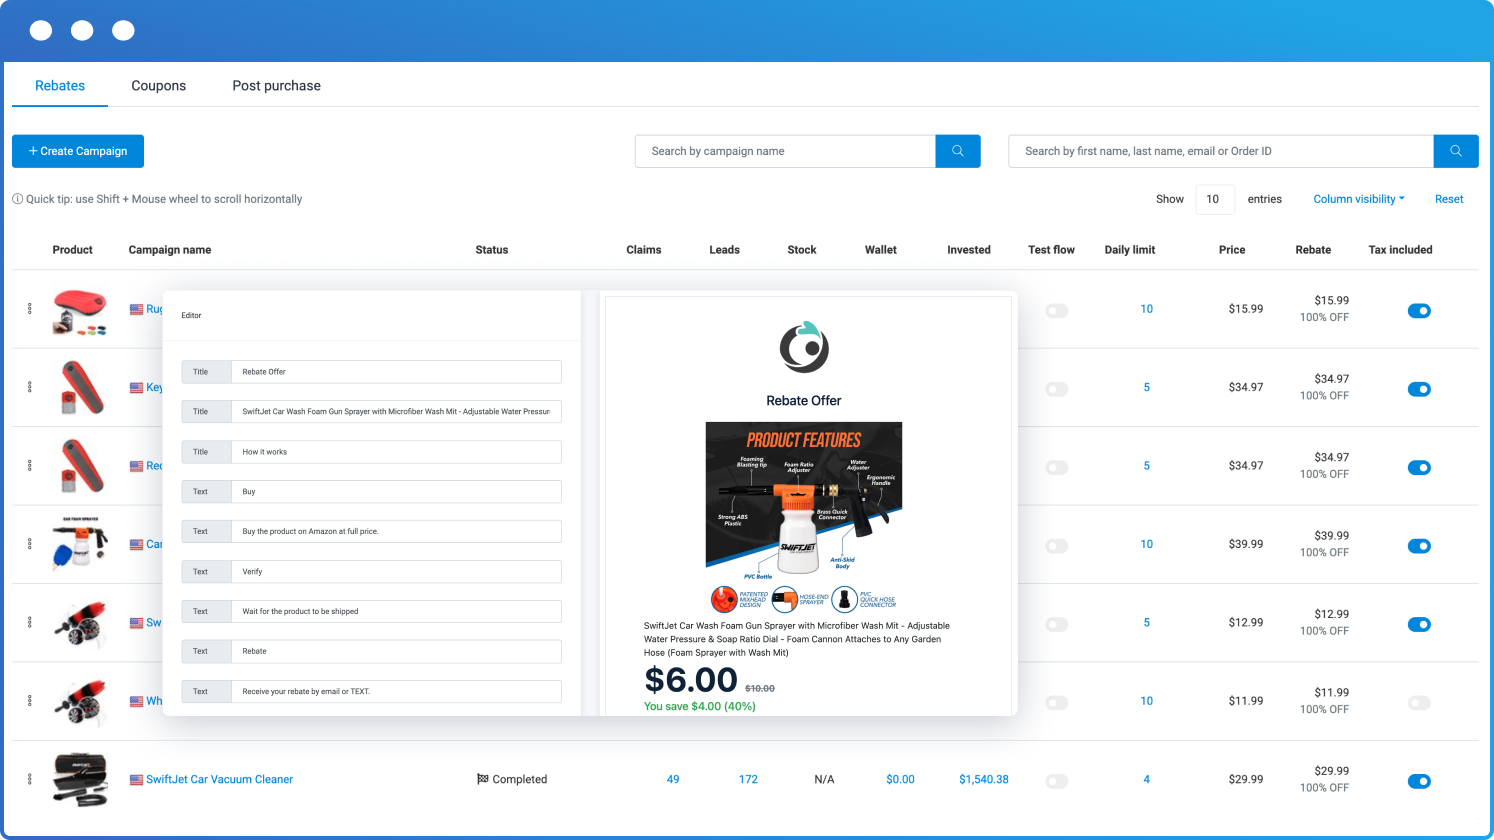 Rebates Coupons Post purchase
+ Create Campaign
Search by campaign name
Search by first name, last name, email or Order ID
Quick tip: use Shift + Mouse wheel to scroll horizontally
Show 10 entries Column visibility Reset
Product Campaign name Status Claims Leads Stock Wallet Invested Test flow Daily limit Price Rebate Tax included
Rug
10 $15.99 $15.99
100% OFF
Key
5 $34.97 $34.97
100% OFF
Rec
5 $34.97 $34.97
100% OFF
CAR FOAM SPRAYER
SWIFTJET
Car
10 $39.99 $39.99
100% OFF
Sw
5 $12.99 $12.99
100% OFF
Wh
10 $11.99 $11.99
100% OFF
SwiftJet Car Vacuum Cleaner Completed 49 172 N/A $0.00 $1,540.38 4 $29.99 $29.99
100% OFF
Editor
Title Rebate Offer
Title SwiftJet Car Wash Foam Gun Sprayer with Microfiber Wash Mit - Adjustable Water Pressur
Title How it works
Text Buy
Text Buy the product on Amazon at full price.
Text Verify
Text Wait for the product to be shipped
Text Rebate
Text Receive your rebate by email or TEXT.
Rebate Offer
PRODUCT FEATURES
Foaming
Blasting tip
Foam Ratio
Adjuster
Water
Adjuster
Ergonomic
Handle
Strong ABS
Plastic
Brass Quick
Connector
SWIFTJET
Anti-Skid
Body
PVC Bottle
PATENTED
MIXHEAD
DESIGN
HOSE-END
SPRAYER
PVC
QUICK HOSE
CONNECTOR
SwiftJet Car Wash Foam Gun Sprayer with Microfiber Wash Mit - Adjustable
Water Pressure & Soap Ratio Dial - Foam Cannon Attaches to Any Garden
Hose (Foam Sprayer with Wash Mit)
$6.00 $10.00
You save $4.00 (40%)